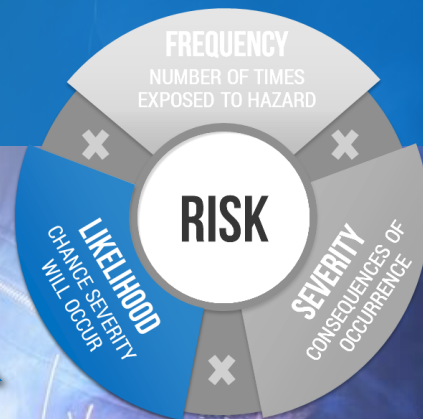 FREQUENCY
NUMBER OF TIMES
EXPOSED TO HAZARD
RISK
LIKELIHOOD
CHANCE SEVERITY
WILL OCCUR
SEVERITY
CONSEQUENCES OF
OCCURRENCE